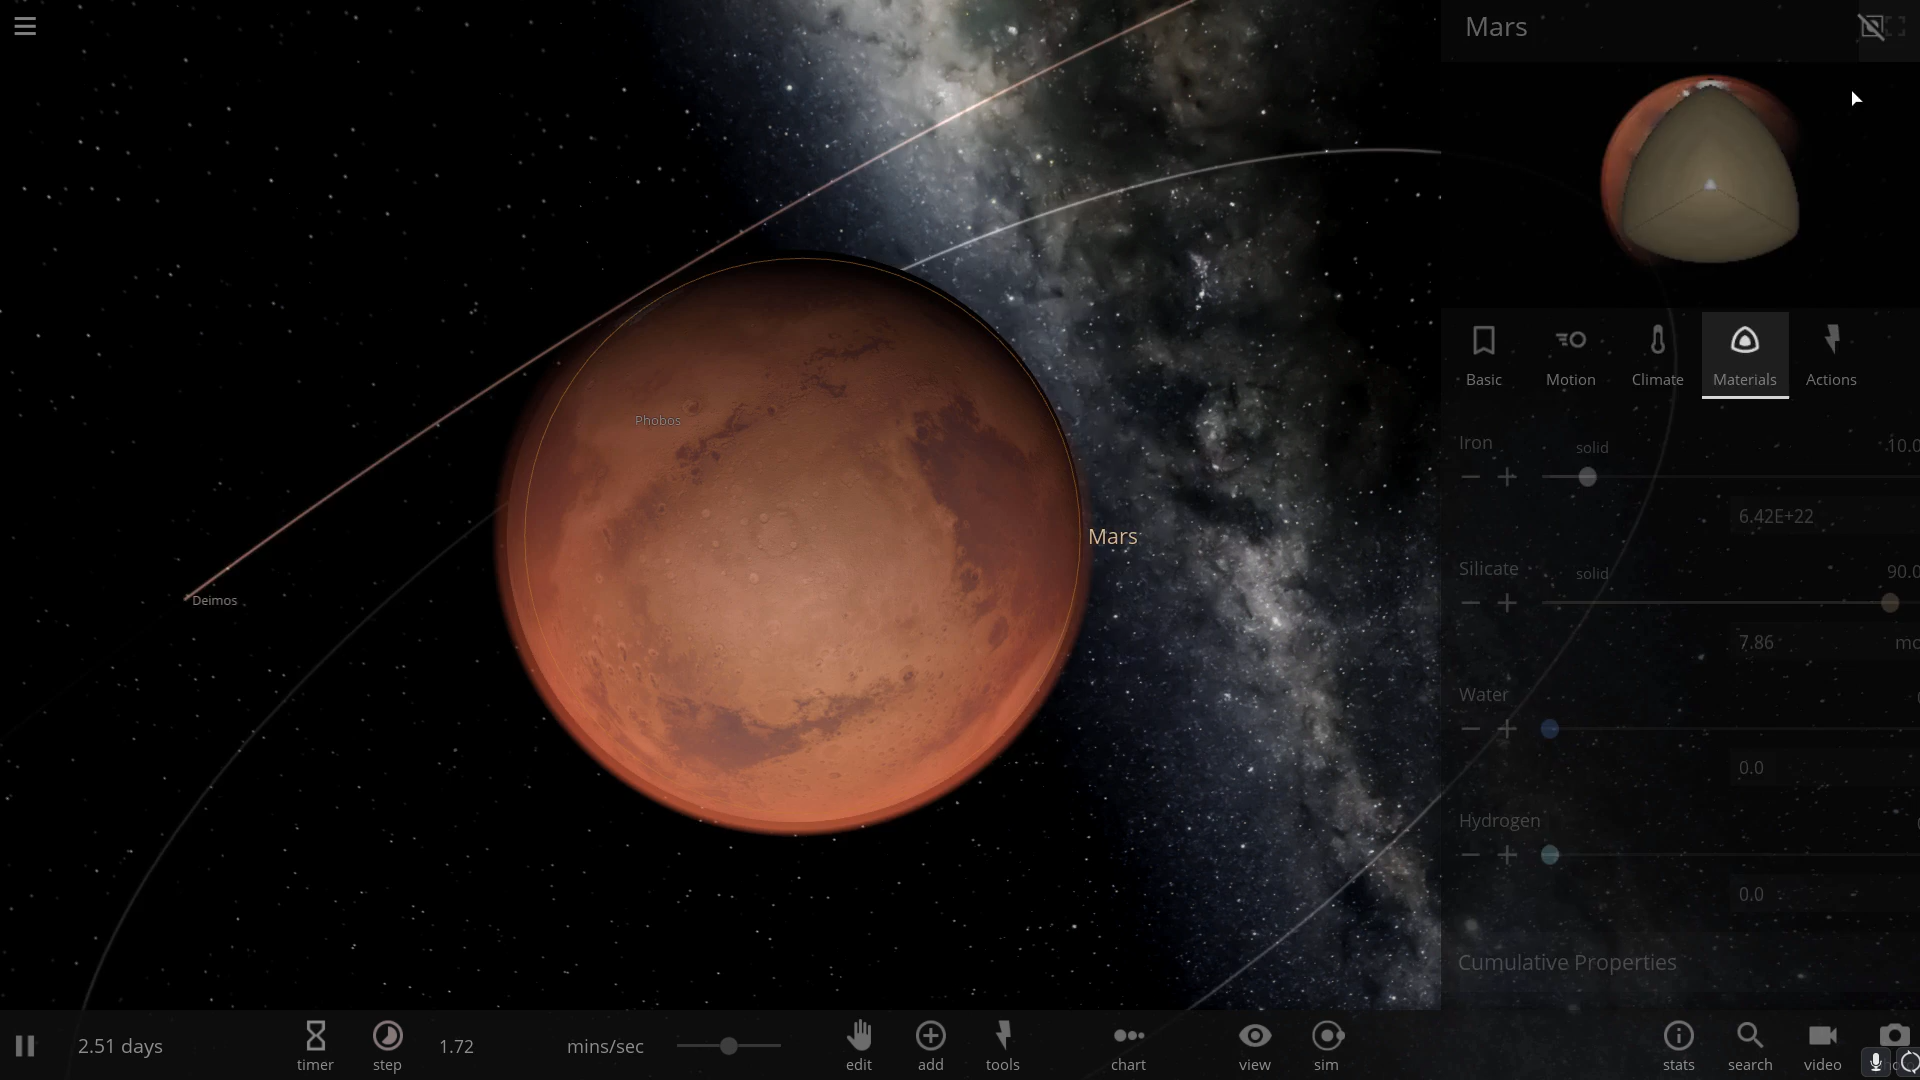 Mars
Basic Motion Climate Materials Actions
Iron solid 10.0
6.42E+22
Silicate solid 90.0
7.86
Water
0.0
Hydrogen
0.0
Cumulative Properties
Phobos
Mars
Deimos
2.51 days timer step 1.72 mins/sec edit add tools chart view sim stats search video